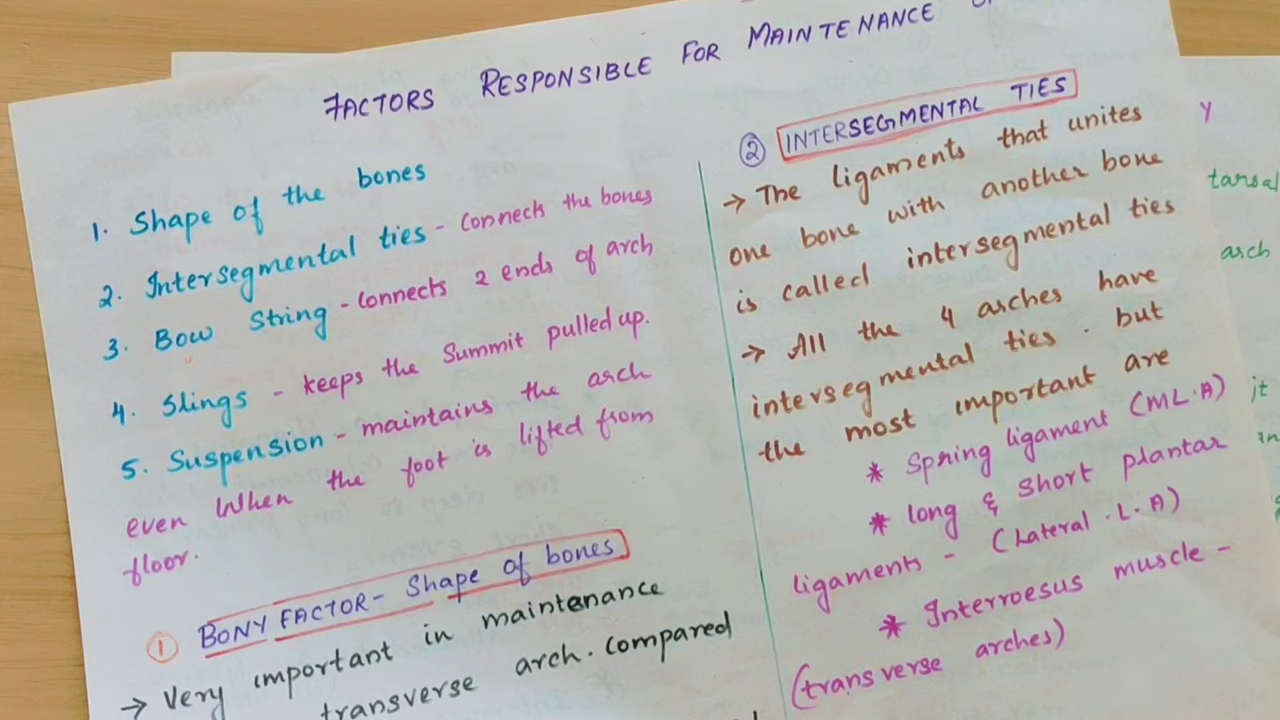 FACTORS RESPONSIBLE FOR MAINTENANCE
1. Shape of the bones
2. Intersegmental ties - connects the bones
3. Bow String - connects 2 ends of arch
4. Slings - keeps the Summit pulled up.
5. Suspension - maintains the arch
even when the foot is lifted from
floor.
① BONY FACTOR - Shape of bones
→ Very important in maintenance
transverse arch. compared
② INTERSEGMENTAL TIES
→ The ligaments that unites
one bone with another bone
is called intersegmental ties
→ All the 4 arches have
intersegmental ties. but
the most important are
* Spring ligament (ML.A)
* long & short plantar
ligaments - (Lateral .L.A)
* Interroesus muscle -
(transverse arches)
y
tarsal
arch